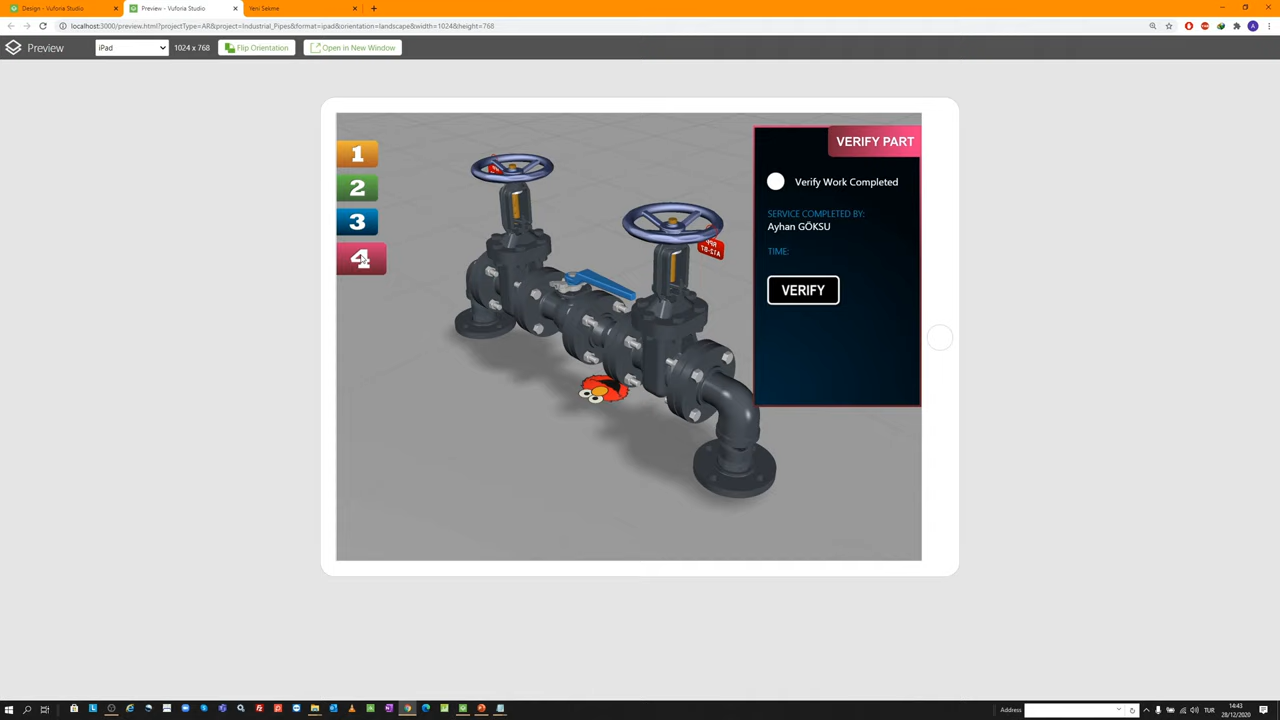 Design - Vuforia Studio
Preview - Vuforia Studio
Yeni Sekme
localhost:3000/preview.html?projectType=AR&project=Industrial_Pipes&format=ipad&orientation=landscape&width=1024&height=768
Preview
iPad
1024 x 768
Flip Orientation
Open in New Window
1
2
3
4
VERIFY PART
Verify Work Completed
SERVICE COMPLETED BY:
Ayhan GÖKSU
TIME:
VERIFY
Address
TUR
14:43
28/12/2020